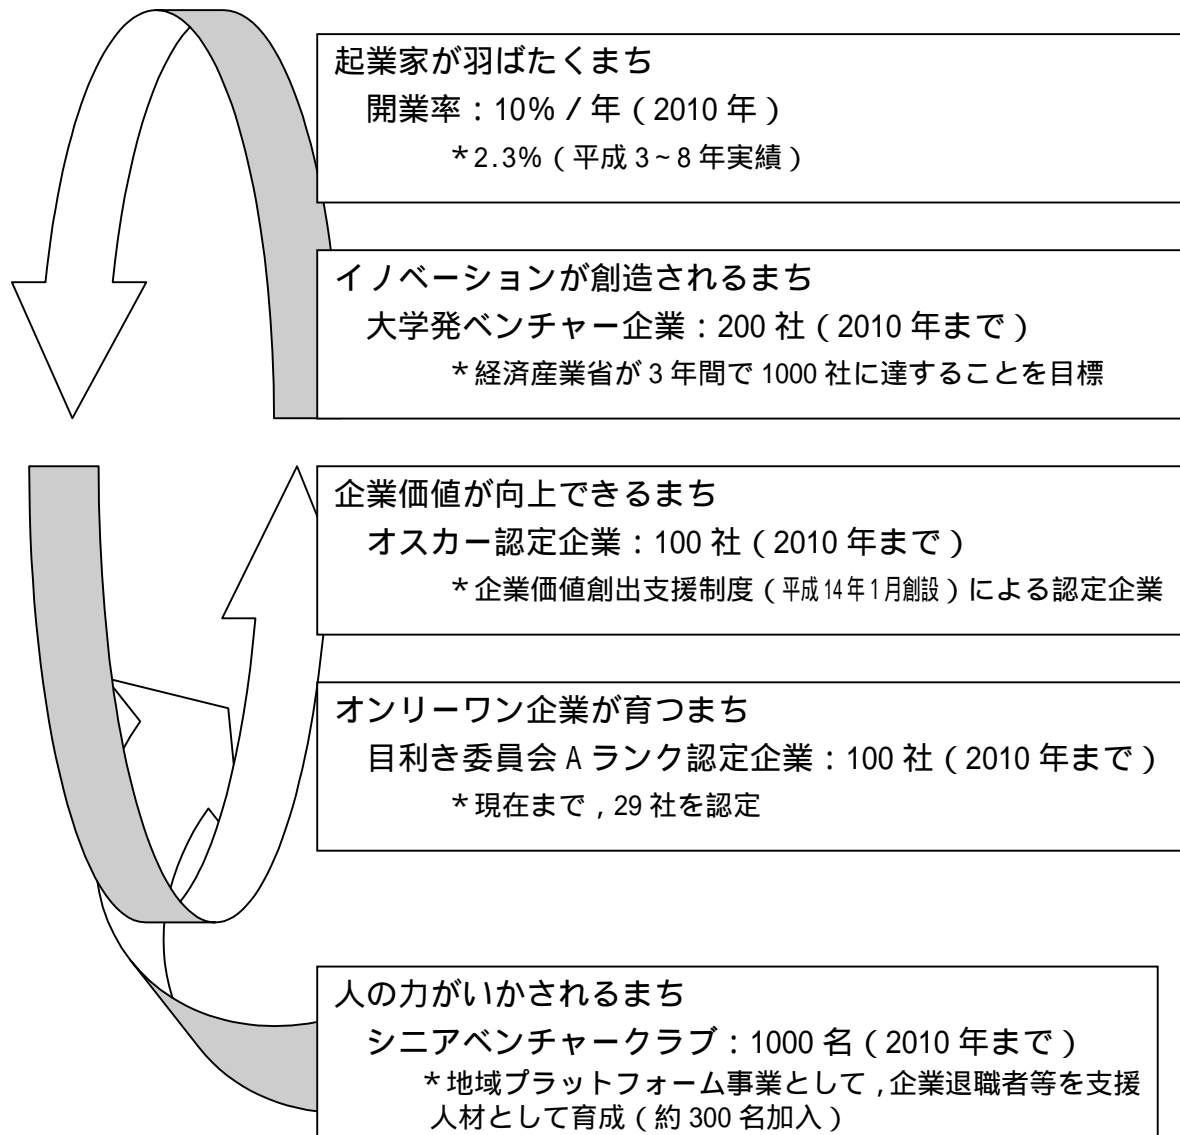 起業家が羽ばたくまち
開業率：10％／年（2010 年）
＊2.3％（平成 3～8 年実績）
イノベーションが創造されるまち
大学発ベンチャー企業：200 社（2010 年まで）
＊経済産業省が 3 年間で 1000 社に達することを目標
企業価値が向上できるまち
オスカー認定企業：100 社（2010 年まで）
＊企業価値創出支援制度（平成 14 年 1 月創設）による認定企業
オンリーワン企業が育つまち
目利き委員会 A ランク認定企業：100 社（2010 年まで）
＊現在まで，29 社を認定
人の力がいかされるまち
シニアベンチャークラブ：1000 名（2010 年まで）
＊地域プラットフォーム事業として，企業退職者等を支援
人材として育成（約 300 名加入）